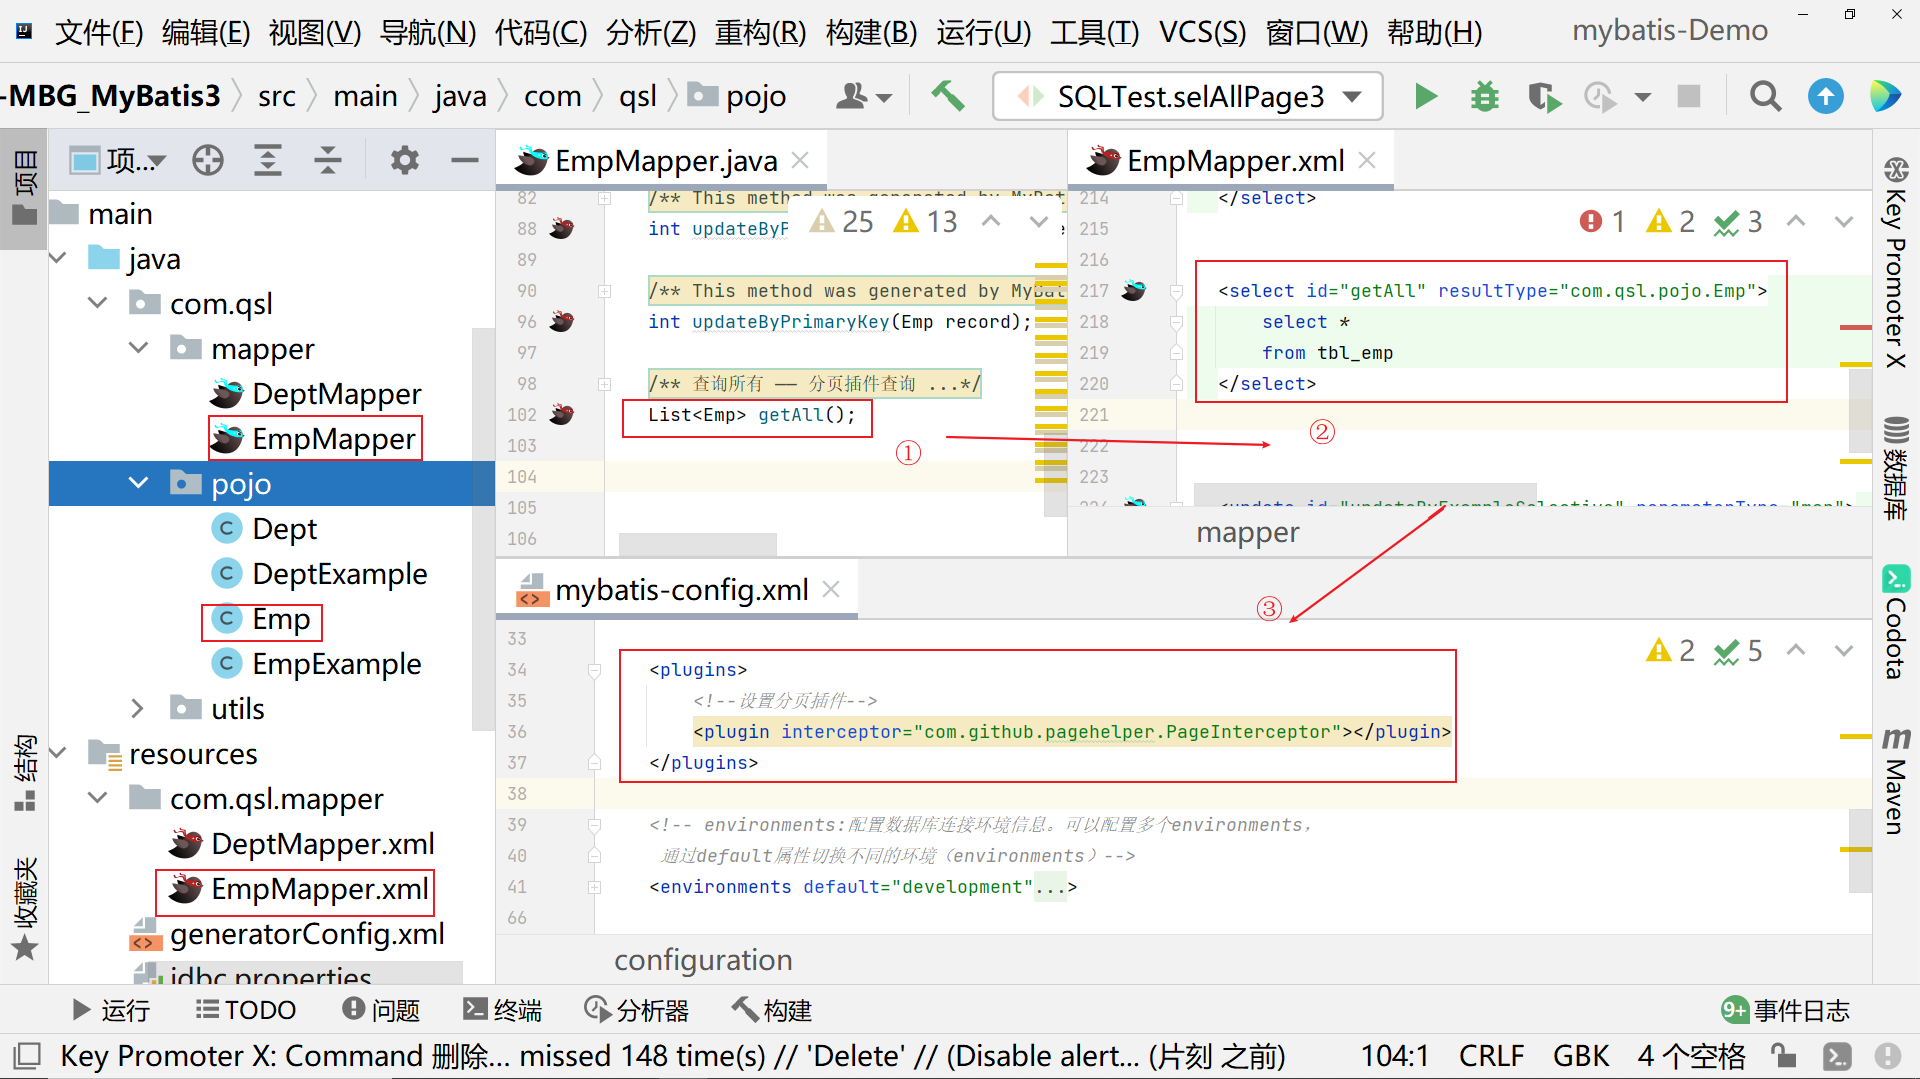 文件(F) 编辑(E) 视图(V) 导航(N) 代码(C) 分析(Z) 重构(R) 构建(B) 运行(U) 工具(T) VCS(S) 窗口(W) 帮助(H) mybatis-Demo
-MBG_MyBatis3 src main java com qsl pojo SQLTest.selAllPage3
项目
项...
main
java
com.qsl
mapper
DeptMapper
EmpMapper
pojo
Dept
DeptExample
Emp
EmpExample
utils
resources
com.qsl.mapper
DeptMapper.xml
EmpMapper.xml
generatorConfig.xml
jdbc.properties
结构
收藏夹
EmpMapper.java
25 13
82 /** This method was generated by MyBat
88 int updateByP
89
90 /** This method was generated by MyBat
96 int updateByPrimaryKey(Emp record);
97
98 /** 查询所有 —— 分页插件查询 ...*/
102 List<Emp> getAll();
103
104
105
106
①
EmpMapper.xml
1 2 3
214 </select>
215
216
217 <select id="getAll" resultType="com.qsl.pojo.Emp">
218 select *
219 from tbl_emp
220 </select>
221
222
223
224 <update id="updateByExampleSelective" parameterType="map">
②
mapper
mybatis-config.xml
③
2 5
33
34 <plugins>
35 <!--设置分页插件-->
36 <plugin interceptor="com.github.pagehelper.PageInterceptor"></plugin>
37 </plugins>
38
39 <!-- environments:配置数据库连接环境信息。可以配置多个environments，
40 通过default属性切换不同的环境（environments）-->
41 <environments default="development"...>
66
configuration
Key Promoter X
数据库
Codota
Maven
运行 TODO 问题 终端 分析器 构建 9+ 事件日志
Key Promoter X: Command 删除... missed 148 time(s) // 'Delete' // (Disable alert... (片刻 之前) 104:1 CRLF GBK 4 个空格